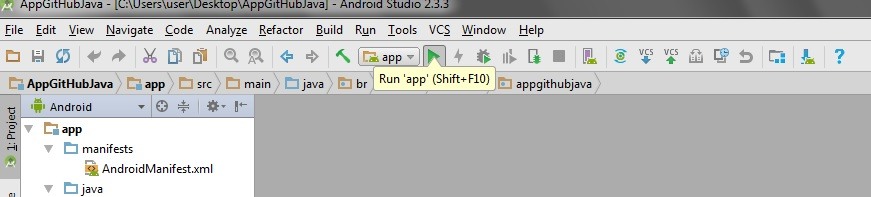 AppGitHubJava - [C:\Users\user\Desktop\AppGitHubJava] - Android Studio 2.3.3
File Edit View Navigate Code Analyze Refactor Build Run Tools VCS Window Help
app VCS VCS
Run 'app' (Shift+F10)
AppGitHubJava app src main java br appgithubjava
1: Project
Android
app
manifests
AndroidManifest.xml
java